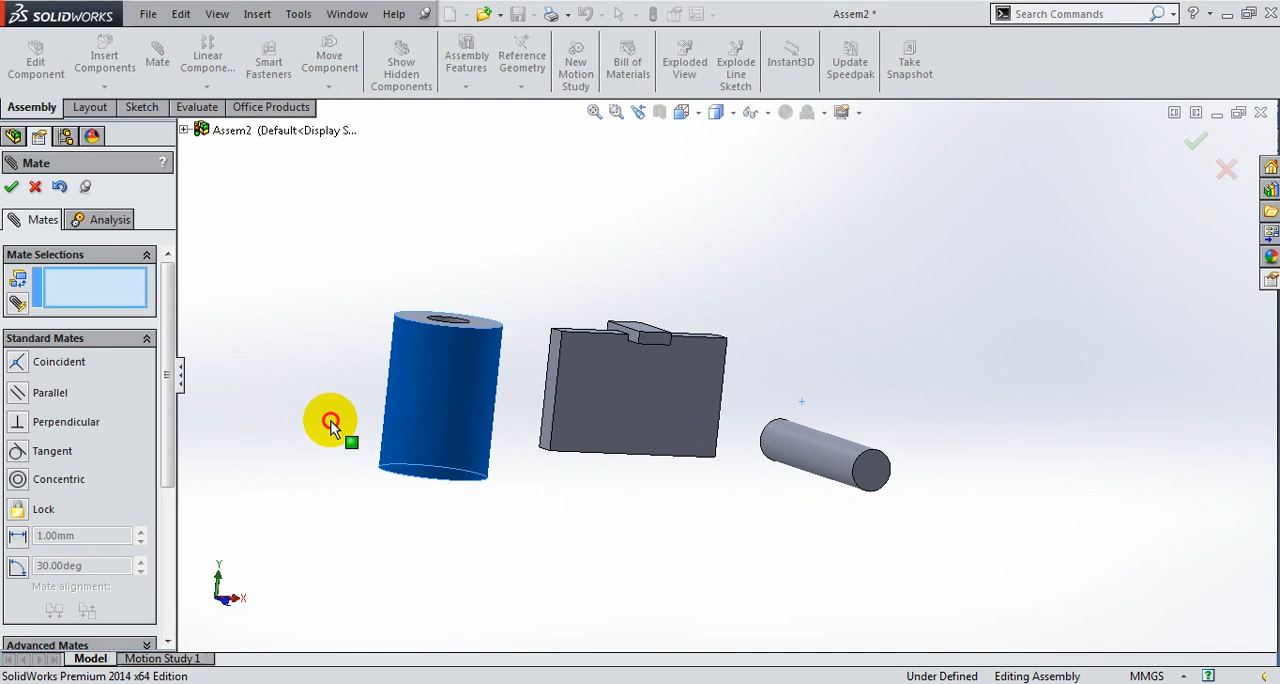 SOLIDWORKS File Edit View Insert Tools Window Help Assem2 * Search Commands ?
Edit Component
Insert Components
Mate
Linear Compone...
Smart Fasteners
Move Component
Show Hidden Components
Assembly Features
Reference Geometry
New Motion Study
Bill of Materials
Exploded View
Explode Line Sketch
Instant3D
Update Speedpak
Take Snapshot
Assembly Layout Sketch Evaluate Office Products
Assem2 (Default<Display S...
Mate ?
Mates Analysis
Mate Selections
Standard Mates
Coincident
Parallel
Perpendicular
Tangent
Concentric
Lock
1.00mm
30.00deg
Mate alignment:
Advanced Mates
Y
X
Z
Model Motion Study 1
SolidWorks Premium 2014 x64 Edition Under Defined Editing Assembly MMGS ?